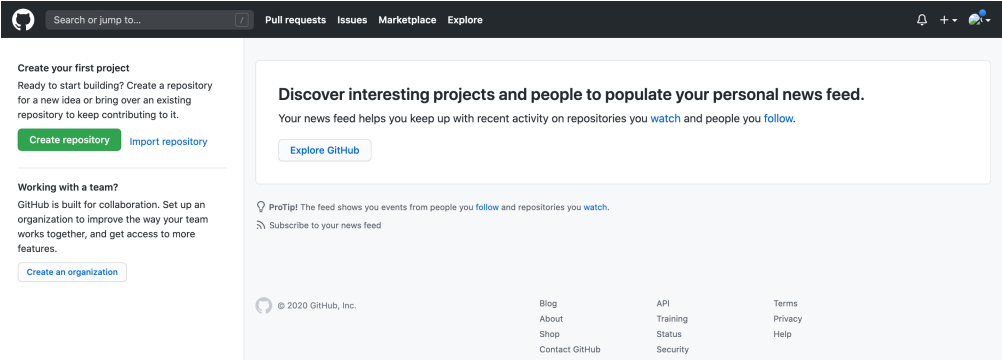 Search or jump to... /
Pull requests Issues Marketplace Explore
Create your first project
Ready to start building? Create a repository
for a new idea or bring over an existing
repository to keep contributing to it.
Create repository Import repository
Working with a team?
GitHub is built for collaboration. Set up an
organization to improve the way your team
works together, and get access to more
features.
Create an organization
Discover interesting projects and people to populate your personal news feed.
Your news feed helps you keep up with recent activity on repositories you watch and people you follow.
Explore GitHub
ProTip! The feed shows you events from people you follow and repositories you watch.
Subscribe to your news feed
© 2020 GitHub, Inc.
Blog
About
Shop
Contact GitHub
API
Training
Status
Security
Terms
Privacy
Help